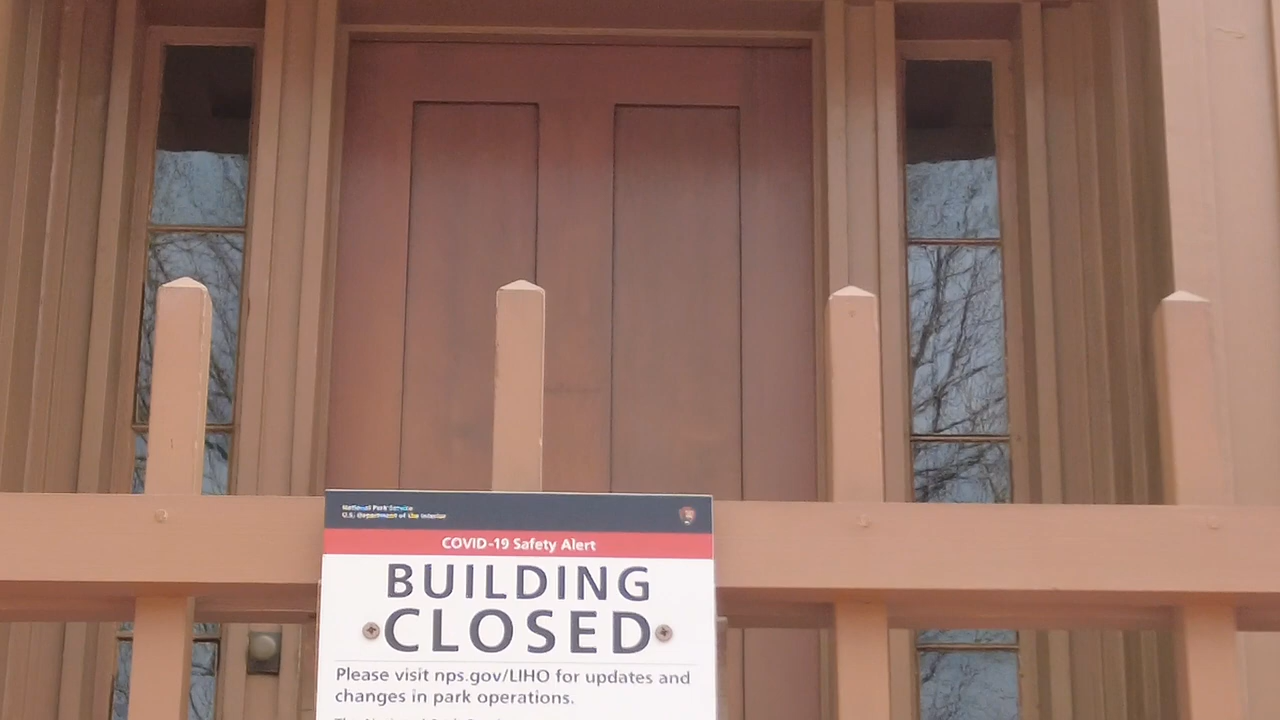 National Park Service
U.S. Department of the Interior
COVID-19 Safety Alert
BUILDING
CLOSED
Please visit nps.gov/LIHO for updates and
changes in park operations.